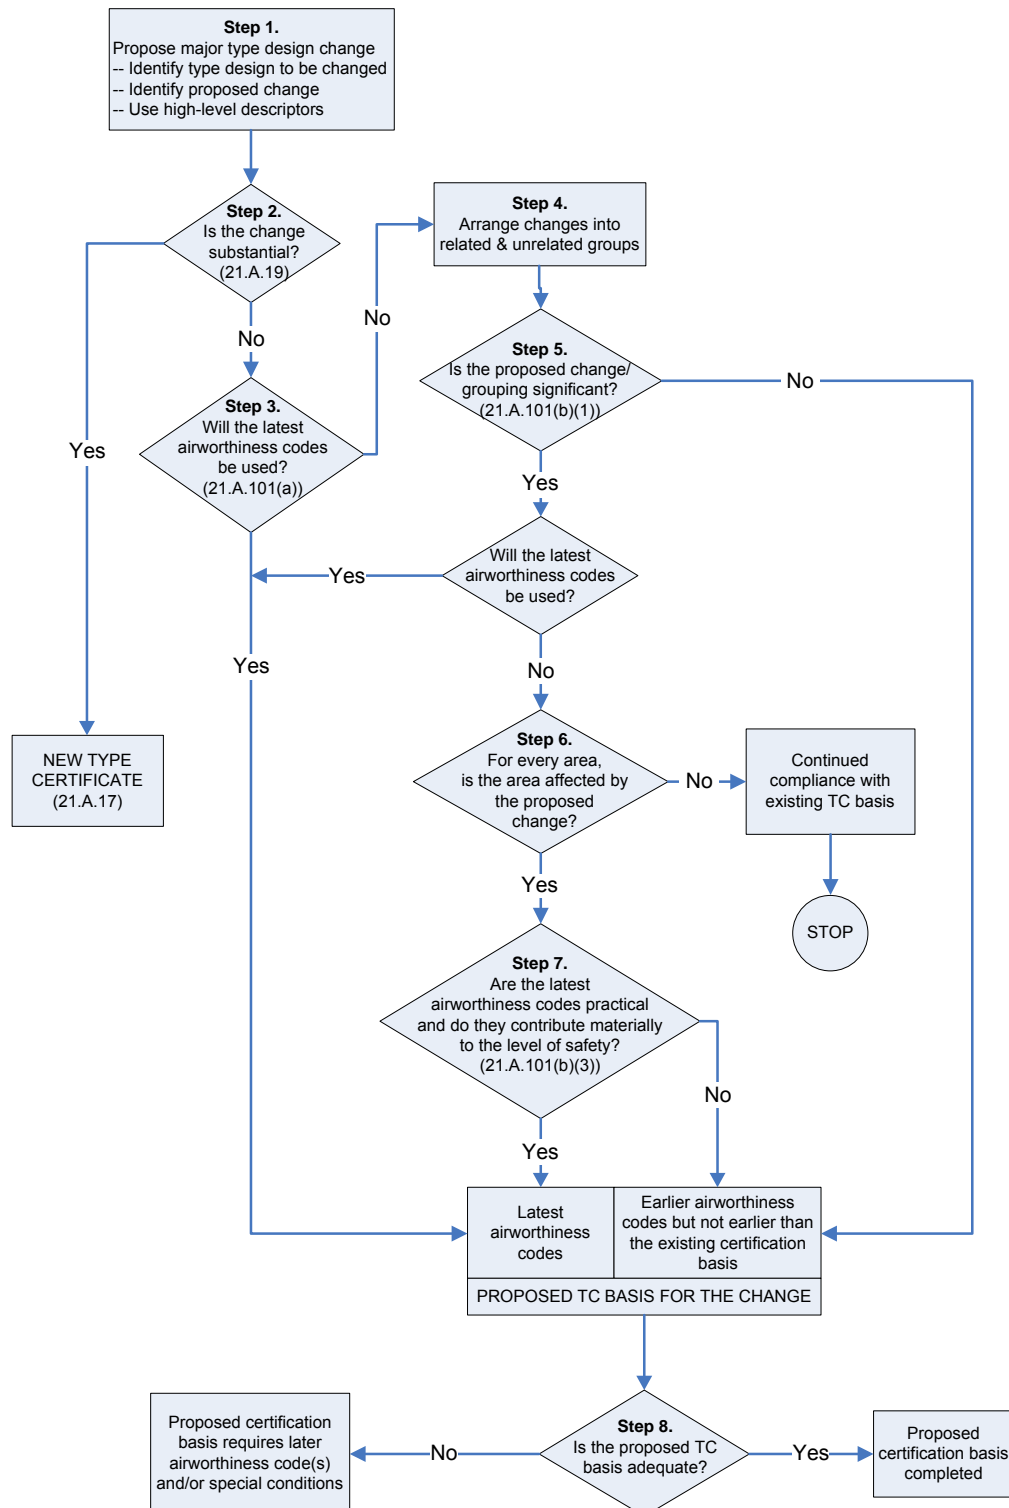 Step 1.
Propose major type design change
-- Identify type design to be changed
-- Identify proposed change
-- Use high-level descriptors
Step 2.
Is the change
substantial?
(21.A.19)
Step 4.
Arrange changes into
related & unrelated groups
No
No
Step 5.
Is the proposed change/
grouping significant?
(21.A.101(b)(1))
No
Step 3.
Will the latest
airworthiness codes
be used?
(21.A.101(a))
Yes
Yes
Will the latest
airworthiness codes
be used?
Yes
Yes
No
NEW TYPE
CERTIFICATE
(21.A.17)
Step 6.
For every area,
is the area affected by
the proposed
change?
No
Continued
compliance with
existing TC basis
Yes
STOP
Step 7.
Are the latest
airworthiness codes practical
and do they contribute materially
to the level of safety?
(21.A.101(b)(3))
No
Yes
Latest
airworthiness
codes
Earlier airworthiness
codes but not earlier than
the existing certification
basis
PROPOSED TC BASIS FOR THE CHANGE
Step 8.
Is the proposed TC
basis adequate?
No
Yes
Proposed certification
basis requires later
airworthiness code(s)
and/or special conditions
Proposed
certification basis
completed